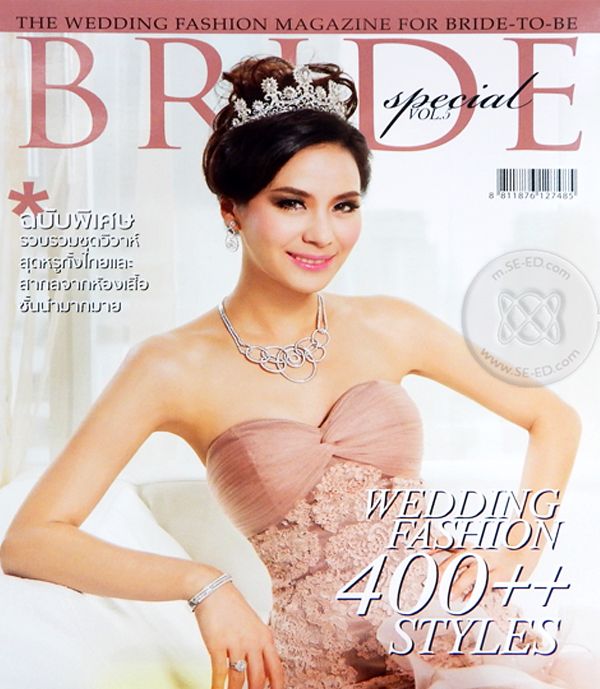 THE WEDDING FASHION MAGAZINE FOR BRIDE-TO-BE
BRIDE
special
VOL.5
8 811876 127485
*
ฉบับพิเศษ
รวบรวมชุดวิวาห์
สุดหรูทั้งไทยและ
สากลจากห้องเสื้อ
ชั้นนำมากมาย
m.SE-ED.com
www.SE-ED.com
WEDDING
FASHION
400++
STYLES